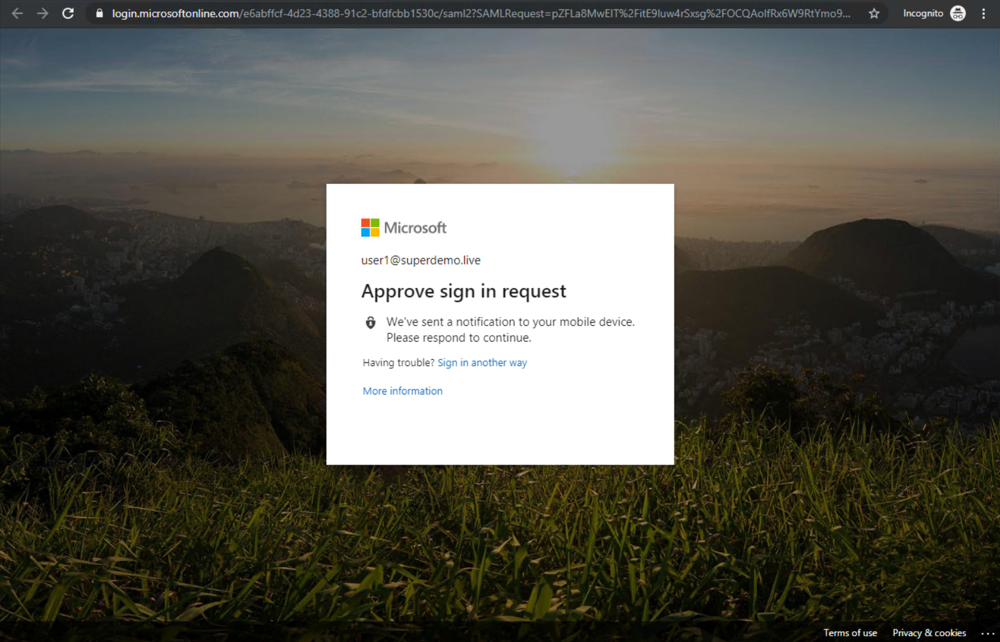 login.microsoftonline.com/e6abffcf-4d23-4388-91c2-bfdfcbb1530c/saml2?SAMLRequest=pZFLa8MwEIT%2FitE9luw4rSxsg%2FOCQAolfRx6W9RtYmo9...
Incognito
Microsoft
user1@superdemo.live
Approve sign in request
We've sent a notification to your mobile device.
Please respond to continue.
Having trouble? Sign in another way
More information
Terms of use
Privacy & cookies
...